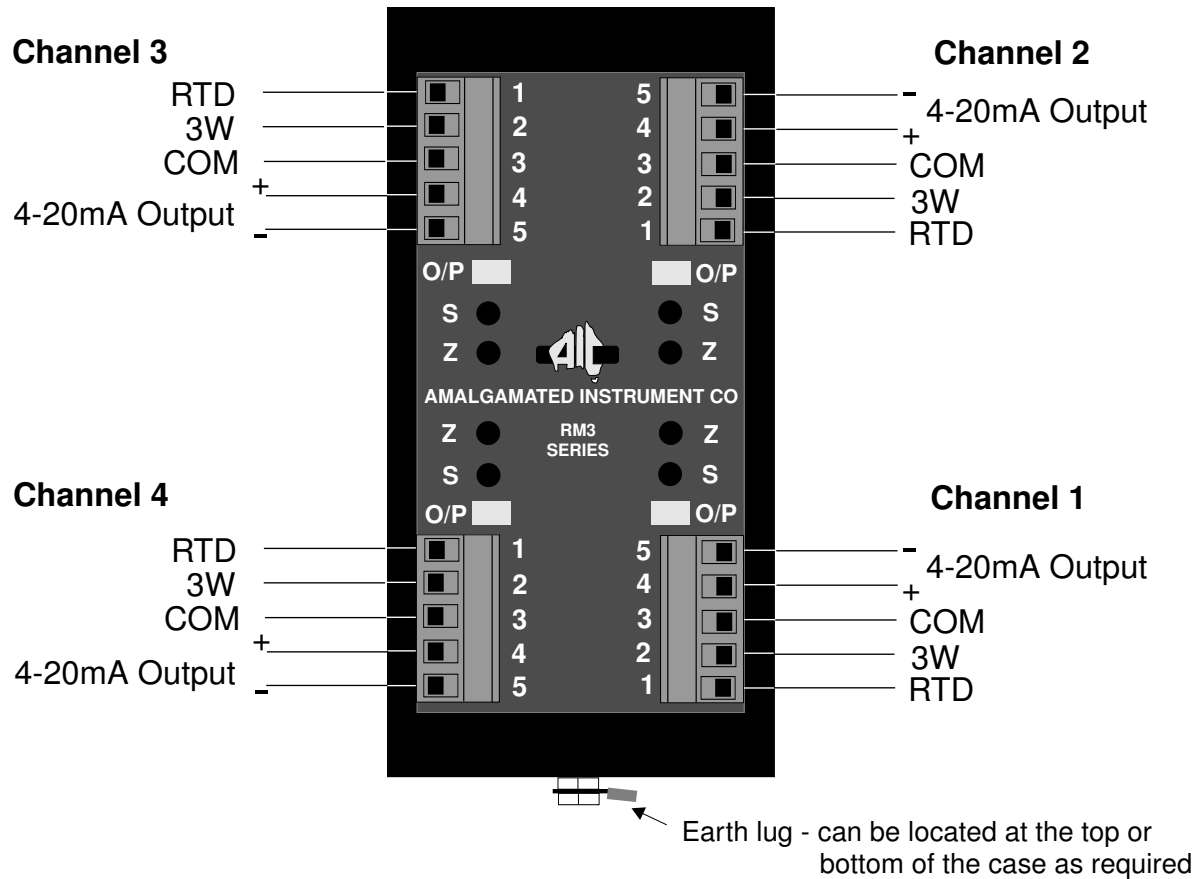 Channel 3
RTD
3W
COM
+
4-20mA Output
-
1
2
3
4
5
Channel 2
5
4
3
2
1
-
4-20mA Output
+
COM
3W
RTD
O/P
O/P
S
S
Z
Z
AIC
AMALGAMATED INSTRUMENT CO
Z
RM3
SERIES
Z
S
S
O/P
O/P
Channel 4
RTD
3W
COM
+
4-20mA Output
-
1
2
3
4
5
Channel 1
5
4
3
2
1
-
4-20mA Output
+
COM
3W
RTD
Earth lug - can be located at the top or
bottom of the case as required